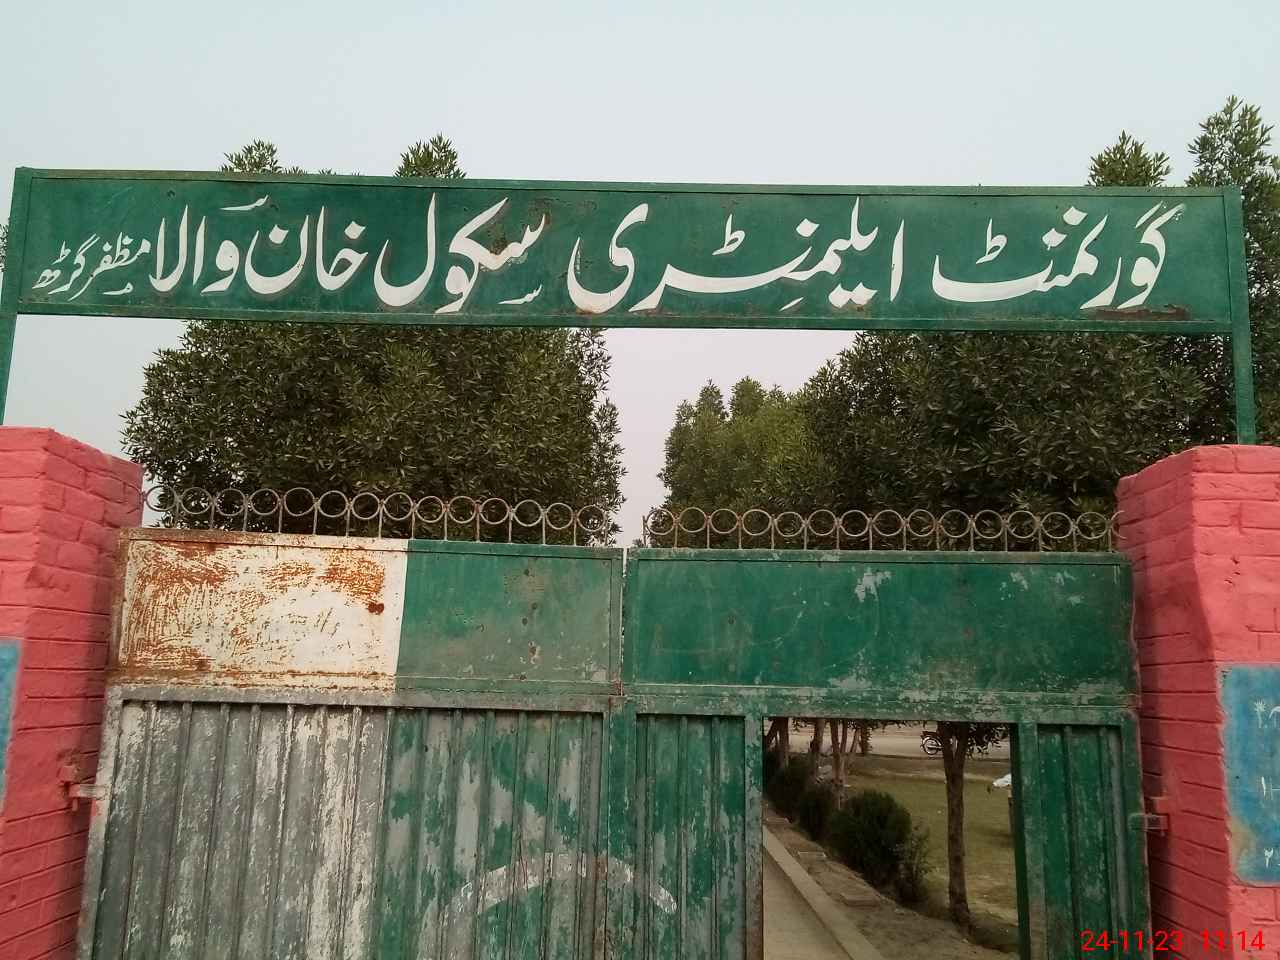 گورنمنٹ ایلیمنٹری سکول خان والا مظفر گڑھ
24-11-23 11:14